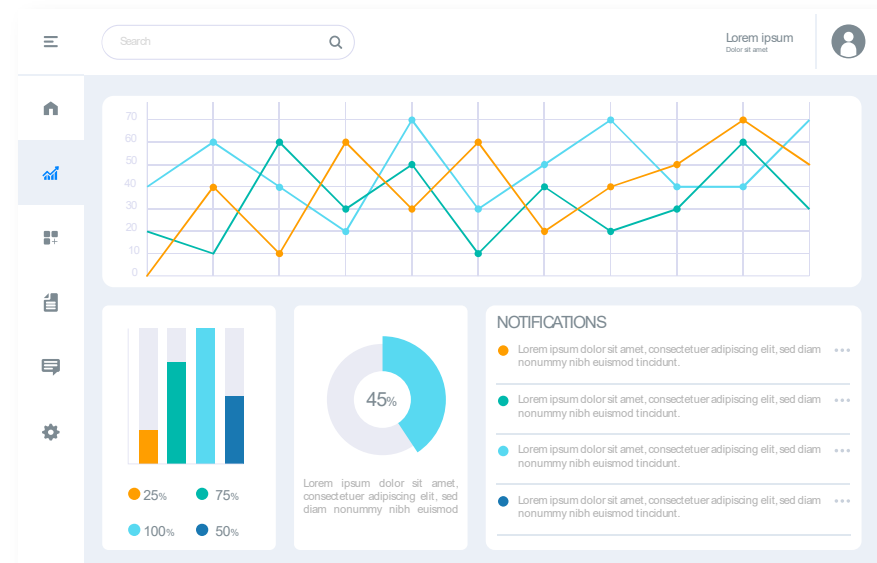 Search
Lorem ipsum
Dolor sit amet
70
60
50
40
30
20
10
0
25%
75%
100%
50%
45%
Lorem ipsum dolor sit amet,
consectetuer adipiscing elit, sed
diam nonummy nibh euismod
NOTIFICATIONS
Lorem ipsum dolor sit amet, consectetuer adipiscing elit, sed diam
nonummy nibh euismod tincidunt.
Lorem ipsum dolor sit amet, consectetuer adipiscing elit, sed diam
nonummy nibh euismod tincidunt.
Lorem ipsum dolor sit amet, consectetuer adipiscing elit, sed diam
nonummy nibh euismod tincidunt.
Lorem ipsum dolor sit amet, consectetuer adipiscing elit, sed diam
nonummy nibh euismod tincidunt.